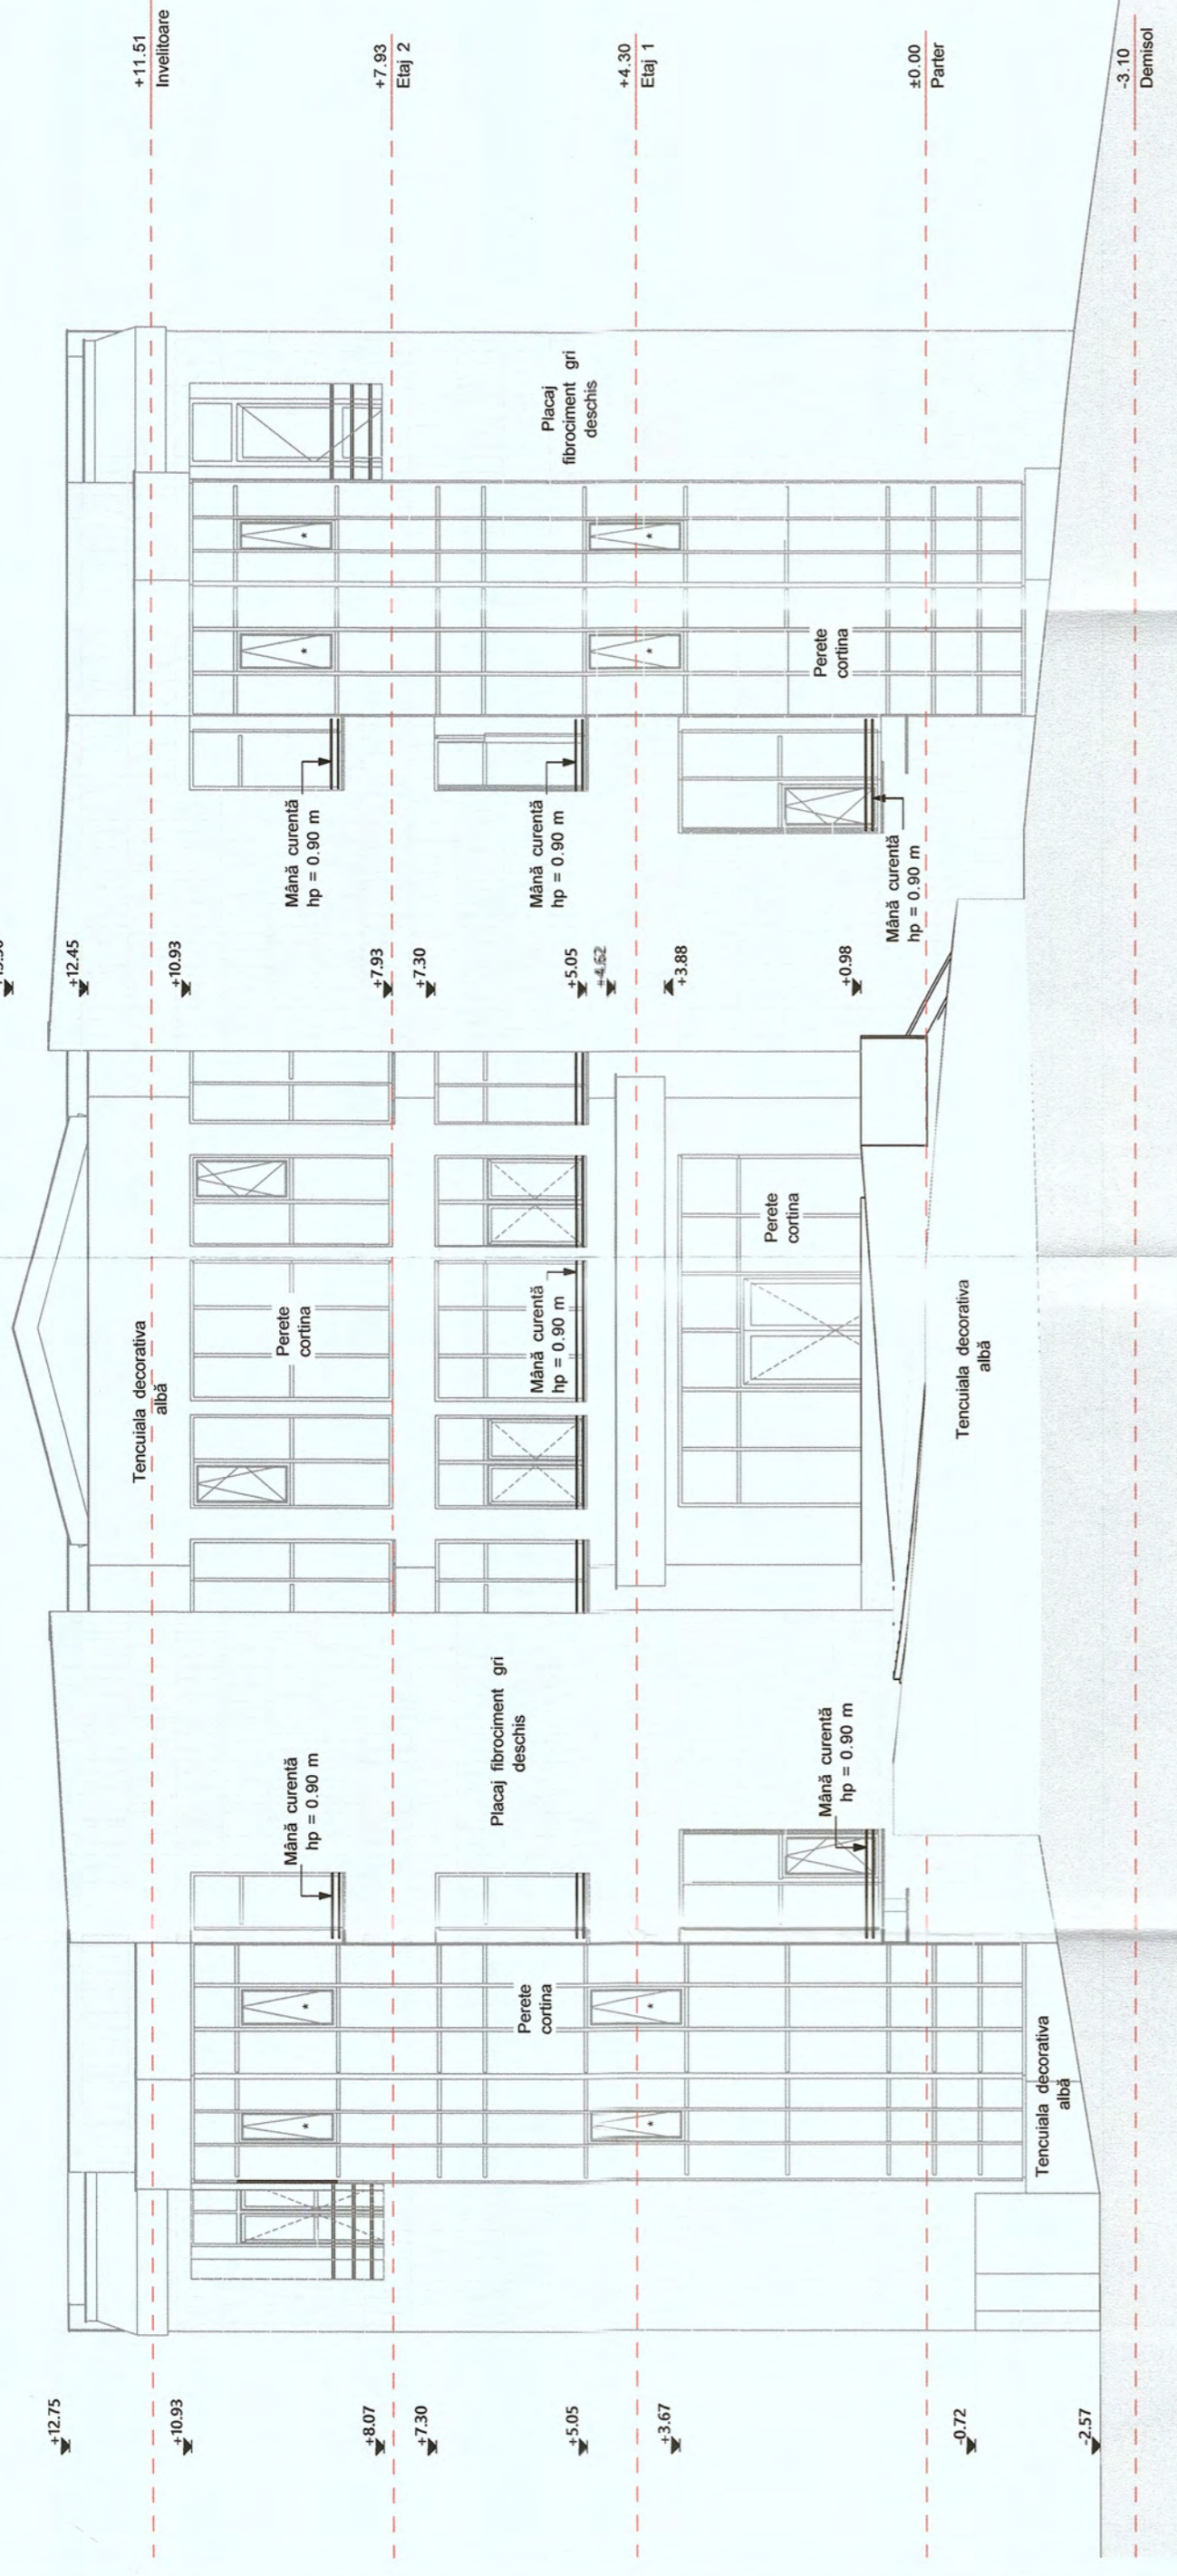 +12.75
+10.93
+8.07
+7.30
+5.05
+3.67
-0.72
-2.57
Tencuiala decorativa
albă
Perete
cortina
Mână curentă
hp = 0.90 m
Placaj fibrociment gri
deschis
Mână curentă
hp = 0.90 m
Tencuiala decorativa
albă
Perete
cortina
Mână curentă
hp = 0.90 m
Perete
cortina
Tencuiala decorativa
albă
+12.45
+10.93
+7.93
+7.30
+5.05
+4.62
+3.88
+0.98
Mână curentă
hp = 0.90 m
Mână curentă
hp = 0.90 m
Mână curentă
hp = 0.90 m
Perete
cortina
Placaj
fibrociment gri
deschis
+11.51
Invelitoare
+7.93
Etaj 2
+4.30
Etaj 1
±0.00
Parter
-3.10
Demisol